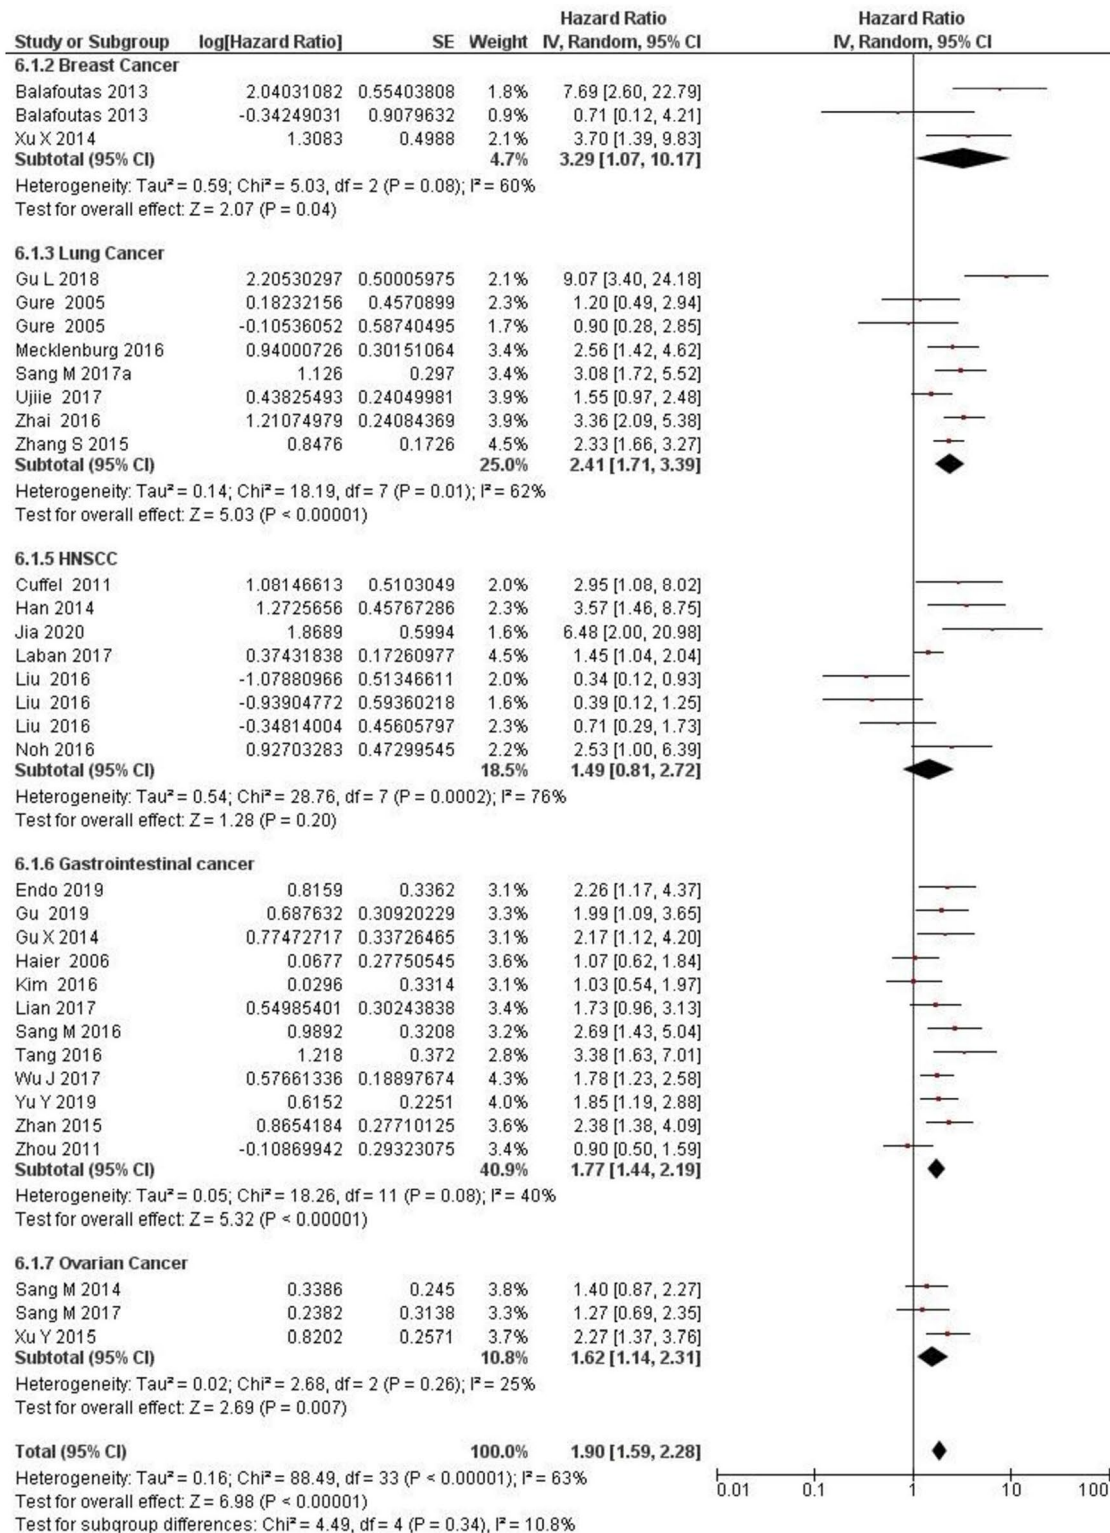 Hazard Ratio Hazard Ratio
Study or Subgroup log[Hazard Ratio] SE Weight IV, Random, 95% CI IV, Random, 95% CI
6.1.2 Breast Cancer
Balafoutas 2013 2.04031082 0.55403808 1.8% 7.69 [2.60, 22.79]
Balafoutas 2013 -0.34249031 0.9079632 0.9% 0.71 [0.12, 4.21]
Xu X 2014 1.3083 0.4988 2.1% 3.70 [1.39, 9.83]
Subtotal (95% CI) 4.7% 3.29 [1.07, 10.17]
Heterogeneity: Tau² = 0.59; Chi² = 5.03, df = 2 (P = 0.08); I² = 60%
Test for overall effect: Z = 2.07 (P = 0.04)
6.1.3 Lung Cancer
Gu L 2018 2.20530297 0.50005975 2.1% 9.07 [3.40, 24.18]
Gure 2005 0.18232156 0.4570899 2.3% 1.20 [0.49, 2.94]
Gure 2005 -0.10536052 0.58740495 1.7% 0.90 [0.28, 2.85]
Mecklenburg 2016 0.94000726 0.30151064 3.4% 2.56 [1.42, 4.62]
Sang M 2017a 1.126 0.297 3.4% 3.08 [1.72, 5.52]
Ujiie 2017 0.43825493 0.24049981 3.9% 1.55 [0.97, 2.48]
Zhai 2016 1.21074979 0.24084369 3.9% 3.36 [2.09, 5.38]
Zhang S 2015 0.8476 0.1726 4.5% 2.33 [1.66, 3.27]
Subtotal (95% CI) 25.0% 2.41 [1.71, 3.39]
Heterogeneity: Tau² = 0.14; Chi² = 18.19, df = 7 (P = 0.01); I² = 62%
Test for overall effect: Z = 5.03 (P < 0.00001)
6.1.5 HNSCC
Cuffel 2011 1.08146613 0.5103049 2.0% 2.95 [1.08, 8.02]
Han 2014 1.2725656 0.45767286 2.3% 3.57 [1.46, 8.75]
Jia 2020 1.8689 0.5994 1.6% 6.48 [2.00, 20.98]
Laban 2017 0.37431838 0.17260977 4.5% 1.45 [1.04, 2.04]
Liu 2016 -1.07880966 0.51346611 2.0% 0.34 [0.12, 0.93]
Liu 2016 -0.93904772 0.59360218 1.6% 0.39 [0.12, 1.25]
Liu 2016 -0.34814004 0.45605797 2.3% 0.71 [0.29, 1.73]
Noh 2016 0.92703283 0.47299545 2.2% 2.53 [1.00, 6.39]
Subtotal (95% CI) 18.5% 1.49 [0.81, 2.72]
Heterogeneity: Tau² = 0.54; Chi² = 28.76, df = 7 (P = 0.0002); I² = 76%
Test for overall effect: Z = 1.28 (P = 0.20)
6.1.6 Gastrointestinal cancer
Endo 2019 0.8159 0.3362 3.1% 2.26 [1.17, 4.37]
Gu 2019 0.687632 0.30920229 3.3% 1.99 [1.09, 3.65]
Gu X 2014 0.77472717 0.33726465 3.1% 2.17 [1.12, 4.20]
Haier 2006 0.0677 0.27750545 3.6% 1.07 [0.62, 1.84]
Kim 2016 0.0296 0.3314 3.1% 1.03 [0.54, 1.97]
Lian 2017 0.54985401 0.30243838 3.4% 1.73 [0.96, 3.13]
Sang M 2016 0.9892 0.3208 3.2% 2.69 [1.43, 5.04]
Tang 2016 1.218 0.372 2.8% 3.38 [1.63, 7.01]
Wu J 2017 0.57661336 0.18897674 4.3% 1.78 [1.23, 2.58]
Yu Y 2019 0.6152 0.2251 4.0% 1.85 [1.19, 2.88]
Zhan 2015 0.8654184 0.27710125 3.6% 2.38 [1.38, 4.09]
Zhou 2011 -0.10869942 0.29323075 3.4% 0.90 [0.50, 1.59]
Subtotal (95% CI) 40.9% 1.77 [1.44, 2.19]
Heterogeneity: Tau² = 0.05; Chi² = 18.26, df = 11 (P = 0.08); I² = 40%
Test for overall effect: Z = 5.32 (P < 0.00001)
6.1.7 Ovarian Cancer
Sang M 2014 0.3386 0.245 3.8% 1.40 [0.87, 2.27]
Sang M 2017 0.2382 0.3138 3.3% 1.27 [0.69, 2.35]
Xu Y 2015 0.8202 0.2571 3.7% 2.27 [1.37, 3.76]
Subtotal (95% CI) 10.8% 1.62 [1.14, 2.31]
Heterogeneity: Tau² = 0.02; Chi² = 2.68, df = 2 (P = 0.26); I² = 25%
Test for overall effect: Z = 2.69 (P = 0.007)
Total (95% CI) 100.0% 1.90 [1.59, 2.28]
Heterogeneity: Tau² = 0.16; Chi² = 88.49, df = 33 (P < 0.00001); I² = 63%
Test for overall effect: Z = 6.98 (P < 0.00001)
Test for subgroup differences: Chi² = 4.49, df = 4 (P = 0.34), I² = 10.8%
0.01 0.1 1 10 100